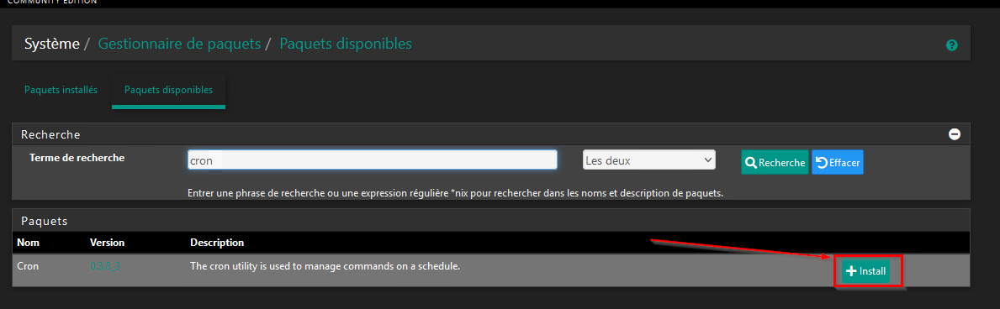 COMMUNITY EDITION
Système / Gestionnaire de paquets / Paquets disponibles
Paquets installés Paquets disponibles
Recherche
Terme de recherche cron Les deux Recherche Effacer
Entrer une phrase de recherche ou une expression régulière *nix pour rechercher dans les noms et description de paquets.
Paquets
Nom Version Description
Cron 0.3.8_3 The cron utility is used to manage commands on a schedule. Install